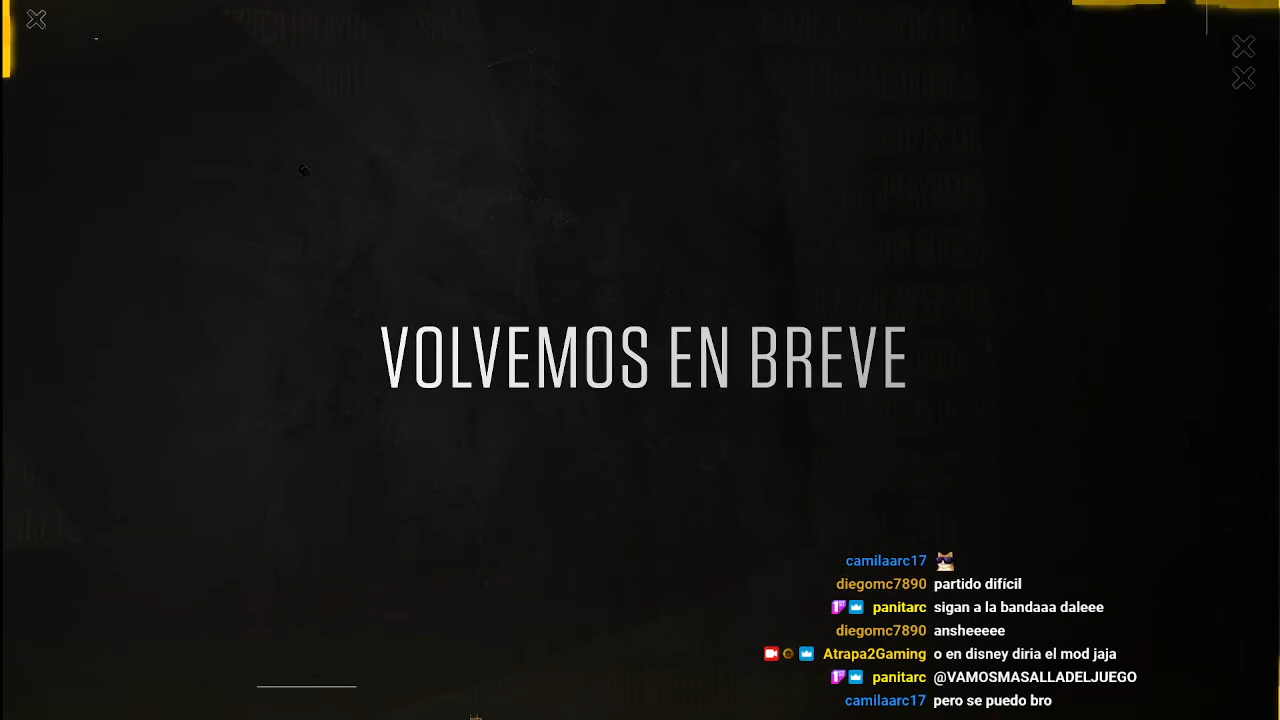 VOLVEMOS EN BREVE
camilaarc17
diegomc7890 partido difícil
panitarc sigan a la bandaaa daleee
diegomc7890 ansheeeee
Atrapa2Gaming o en disney diria el mod jaja
panitarc @VAMOSMASALLADELJUEGO
camilaarc17 pero se puedo bro